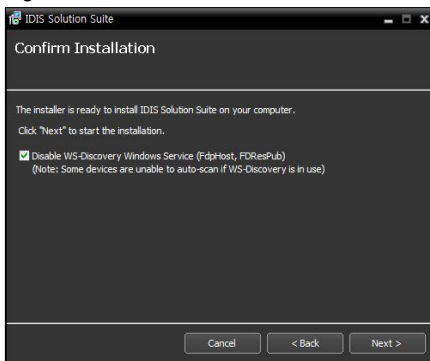 IDIS Solution Suite
Confirm Installation
The installer is ready to install IDIS Solution Suite on your computer.
Click "Next" to start the installation.
Disable WS-Discovery Windows Service (FdpHost, FDResPub)
(Note: Some devices are unable to auto-scan if WS-Discovery is in use)
Cancel
< Back
Next >